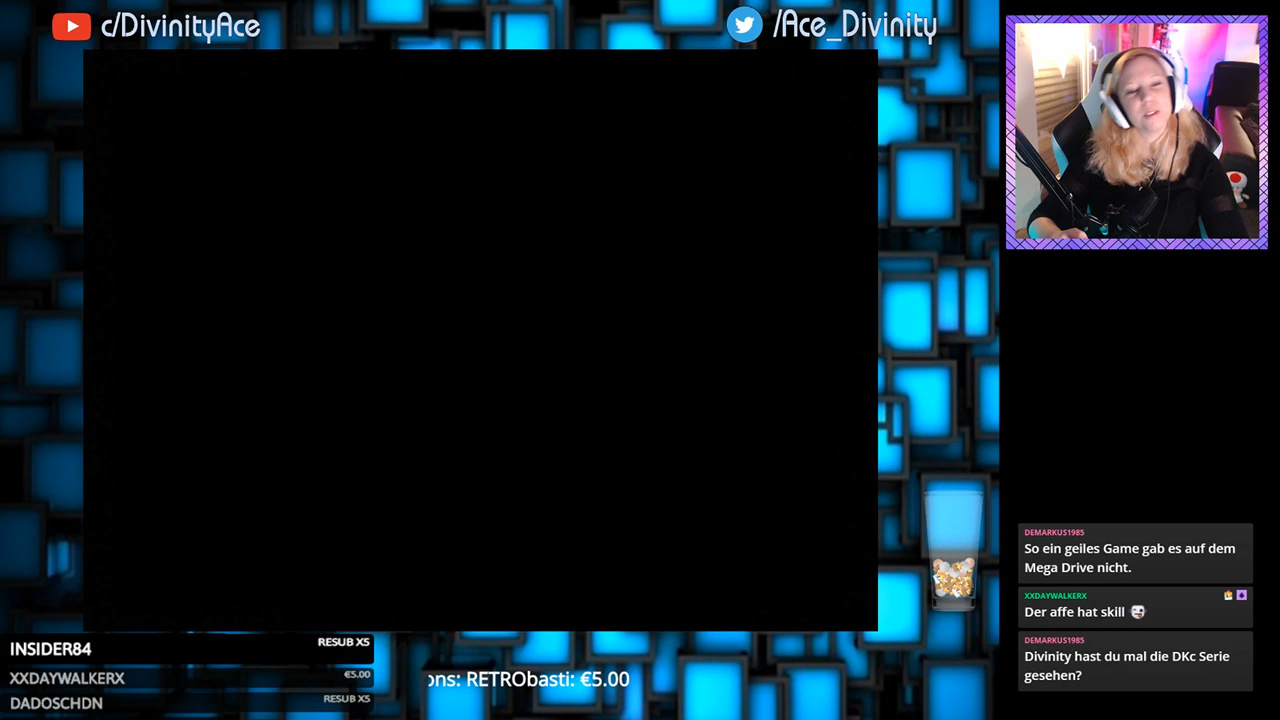 c/DivinityAce
/Ace_Divinity
DEMARKUS1985
So ein geiles Game gab es auf dem
Mega Drive nicht.
XXDAYWALKERX
Der affe hat skill
DEMARKUS1985
Divinity hast du mal die DKc Serie
gesehen?
INSIDER84 RESUB X5
XXDAYWALKERX €5.00
DADOSCHDN RESUB X5
ons: RETRObasti: €5.00